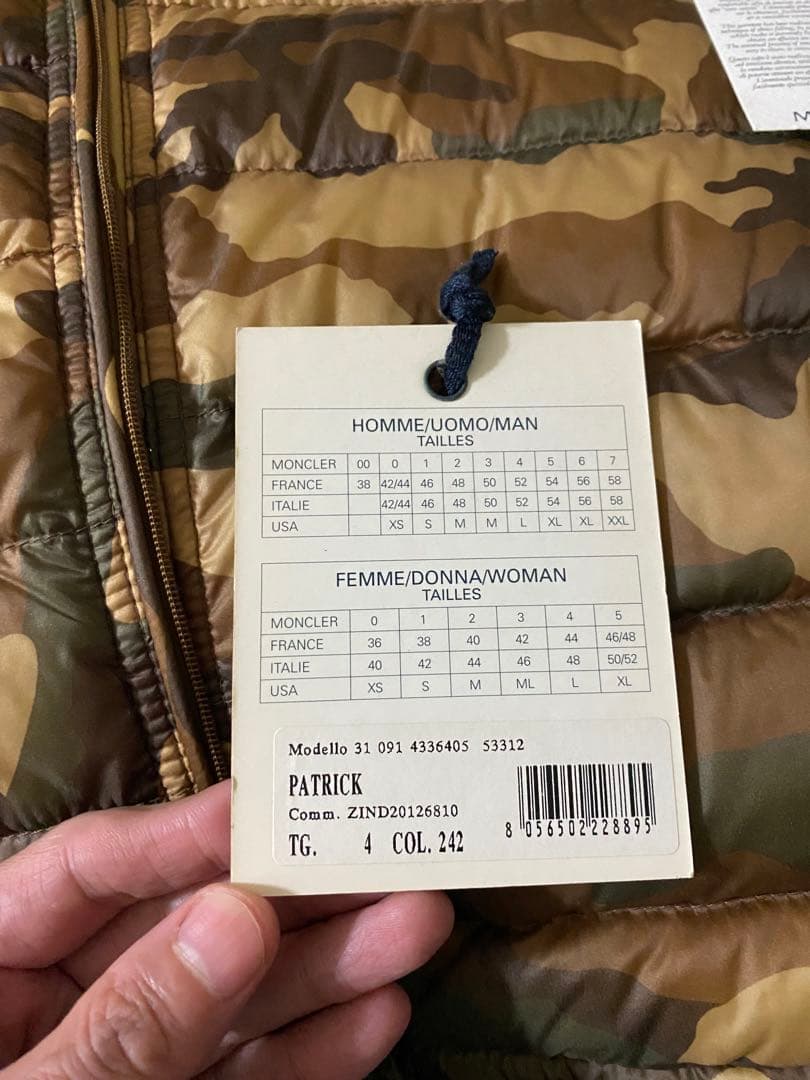 HOMME/UOMO/MAN
TAILLES
MONCLER 00 0 1 2 3 4 5 6 7
FRANCE 38 42/44 46 48 50 52 54 56 58
ITALIE 42/44 46 48 50 52 54 56 58
USA XS S M M L XL XL XXL
FEMME/DONNA/WOMAN
TAILLES
MONCLER 0 1 2 3 4 5
FRANCE 36 38 40 42 44 46/48
ITALIE 40 42 44 46 48 50/52
USA XS S M ML L XL
Modello 31 091 4336405 53312
PATRICK
Comm. ZIND20126810
TG. 4 COL. 242
8 056502 228895